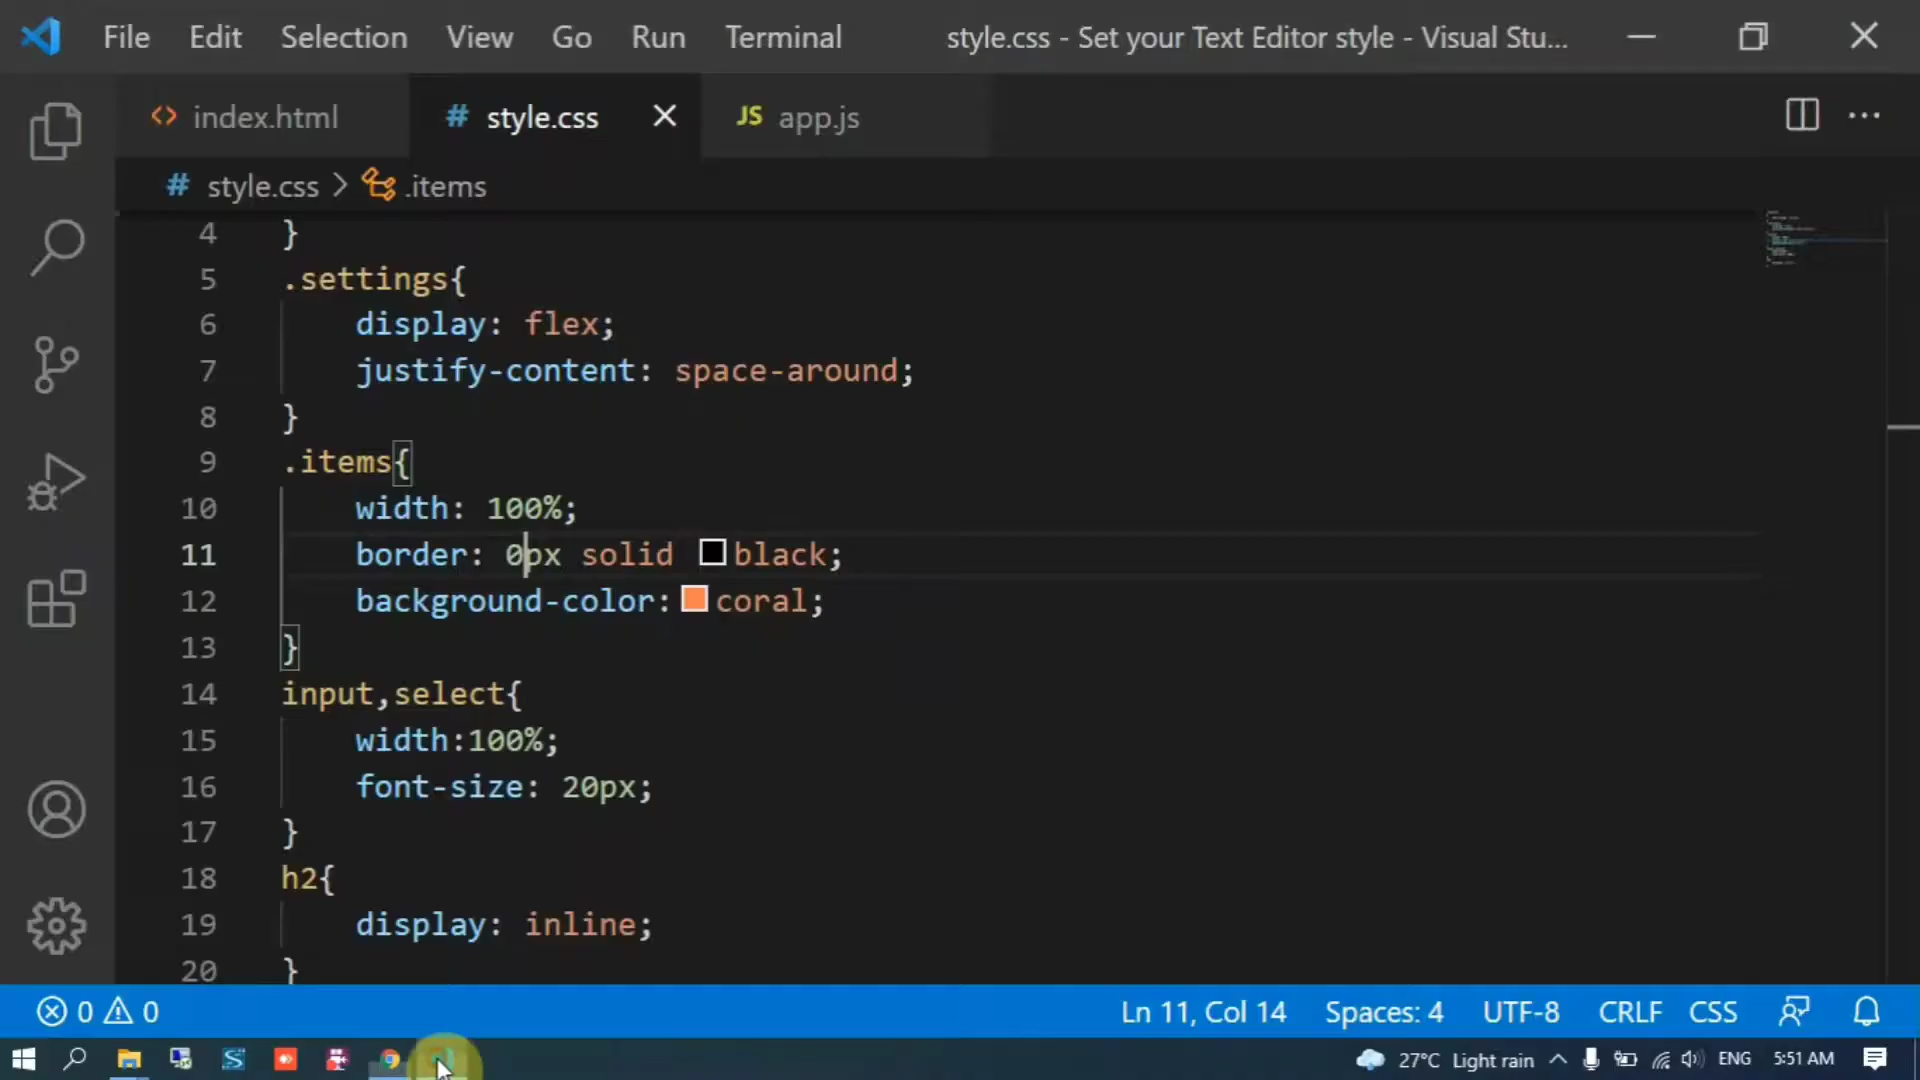 File Edit Selection View Go Run Terminal style.css - Set your Text Editor style - Visual Stu...
index.html # style.css JS app.js
# style.css > .items
4 }
5 .settings{
6 display: flex;
7 justify-content: space-around;
8 }
9 .items{
10 width: 100%;
11 border: 0px solid black;
12 background-color: coral;
13 }
14 input,select{
15 width:100%;
16 font-size: 20px;
17 }
18 h2{
19 display: inline;
20 }
0 0 Ln 11, Col 14 Spaces: 4 UTF-8 CRLF CSS
27°C Light rain ENG 5:51 AM